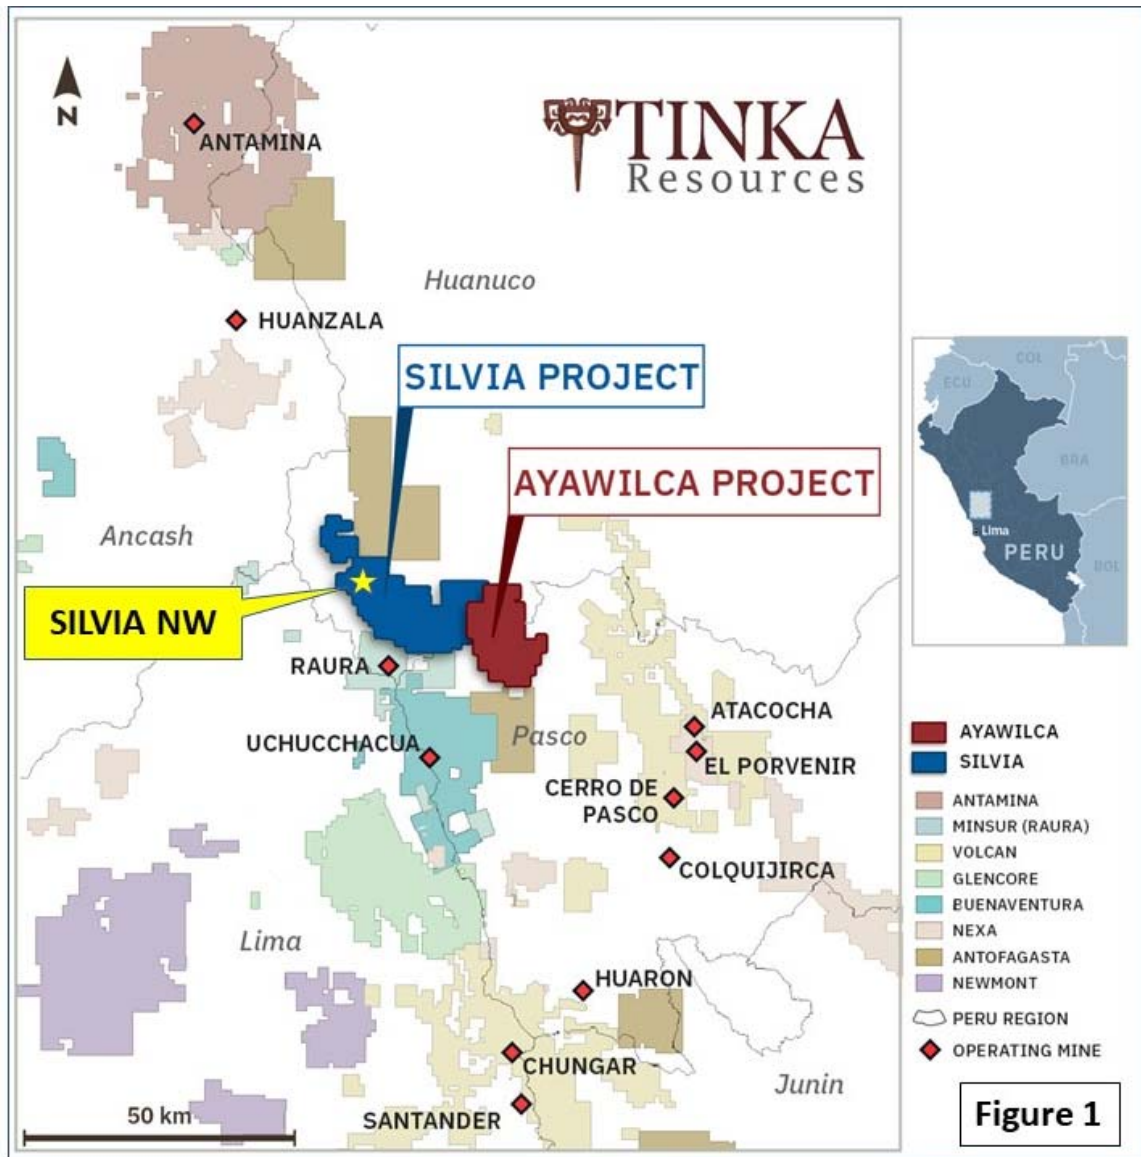 N
ANTAMINA
TINKA
Resources
Huanuco
HUANZALA
SILVIA PROJECT
AYAWILCA PROJECT
Ancash
SILVIA NW
RAURA
UCHUCCHACUA
Pasco
ATACOCHA
EL PORVENIR
CERRO DE
PASCO
COLQUIJIRCA
Lima
HUARON
CHUNGAR
SANTANDER
Junin
50 km
COL
ECU
BRA
Lima
PERU
BOL
AYAWILCA
SILVIA
ANTAMINA
MINSUR (RAURA)
VOLCAN
GLENCORE
BUENAVENTURA
NEXA
ANTOFAGASTA
NEWMONT
PERU REGION
OPERATING MINE
Figure 1